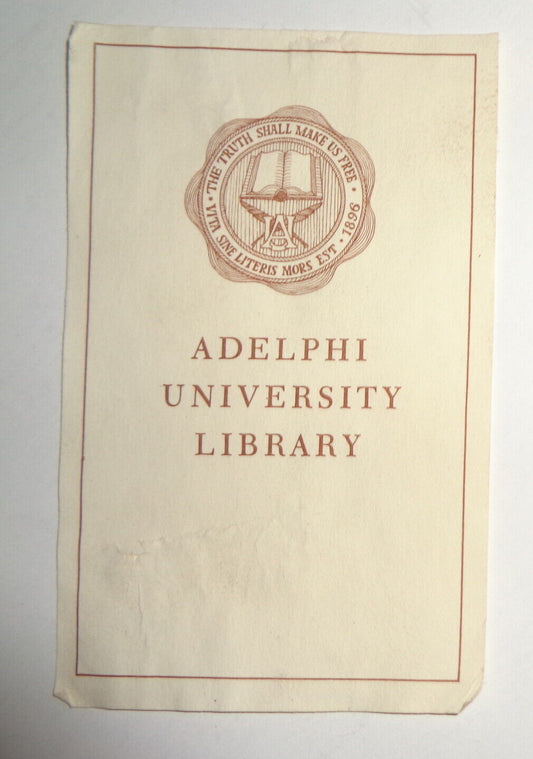 · THE TRUTH SHALL MAKE US FREE ·
VITA SINE LITERIS MORS EST · 1896
ADELPHI
UNIVERSITY
LIBRARY